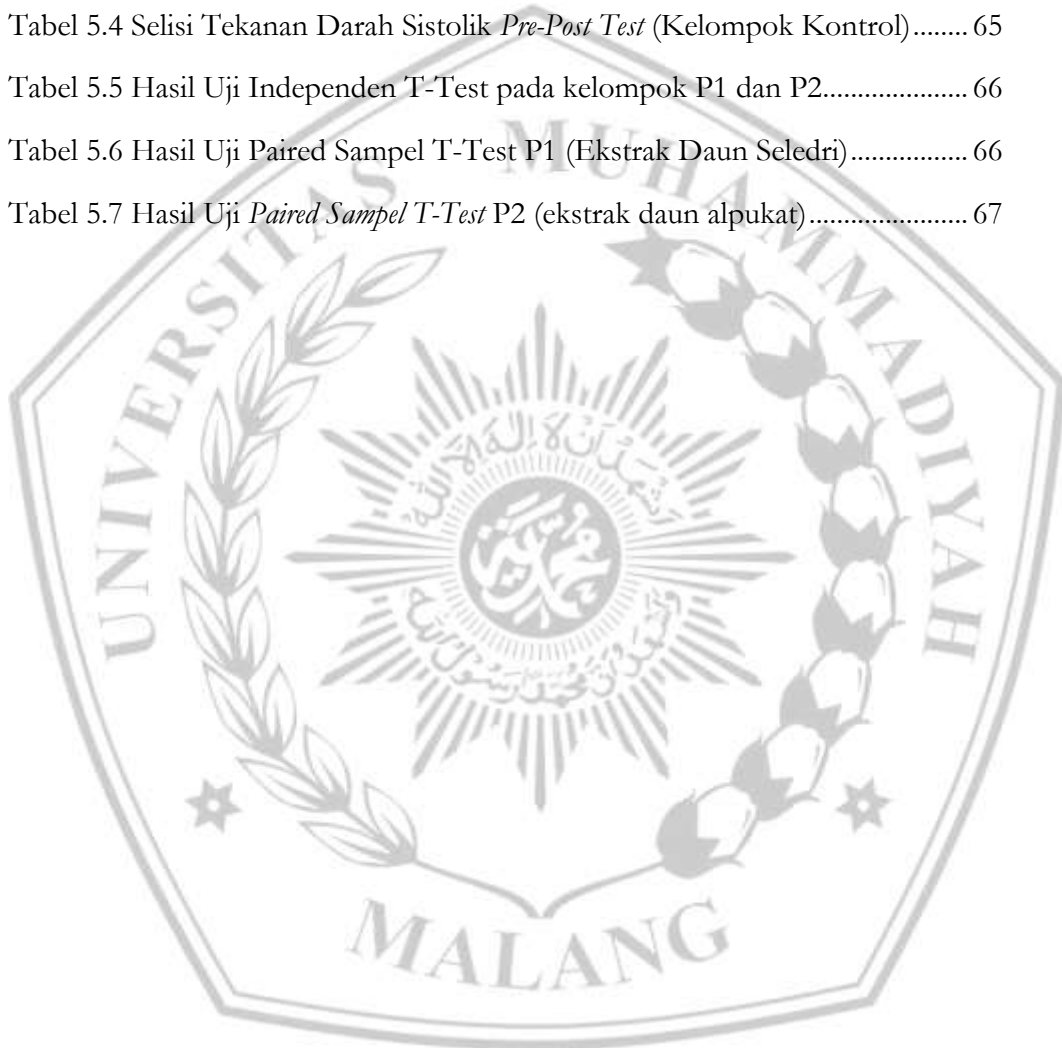 Tabel 5.4 Selisi Tekanan Darah Sistolik Pre-Post Test (Kelompok Kontrol)........ 65
Tabel 5.5 Hasil Uji Independen T-Test pada kelompok P1 dan P2..................... 66
Tabel 5.6 Hasil Uji Paired Sampel T-Test P1 (Ekstrak Daun Seledri)................. 66
Tabel 5.7 Hasil Uji Paired Sampel T-Test P2 (ekstrak daun alpukat)....................... 67
UNIVERSITAS MUHAMMADIYAH
MALANG